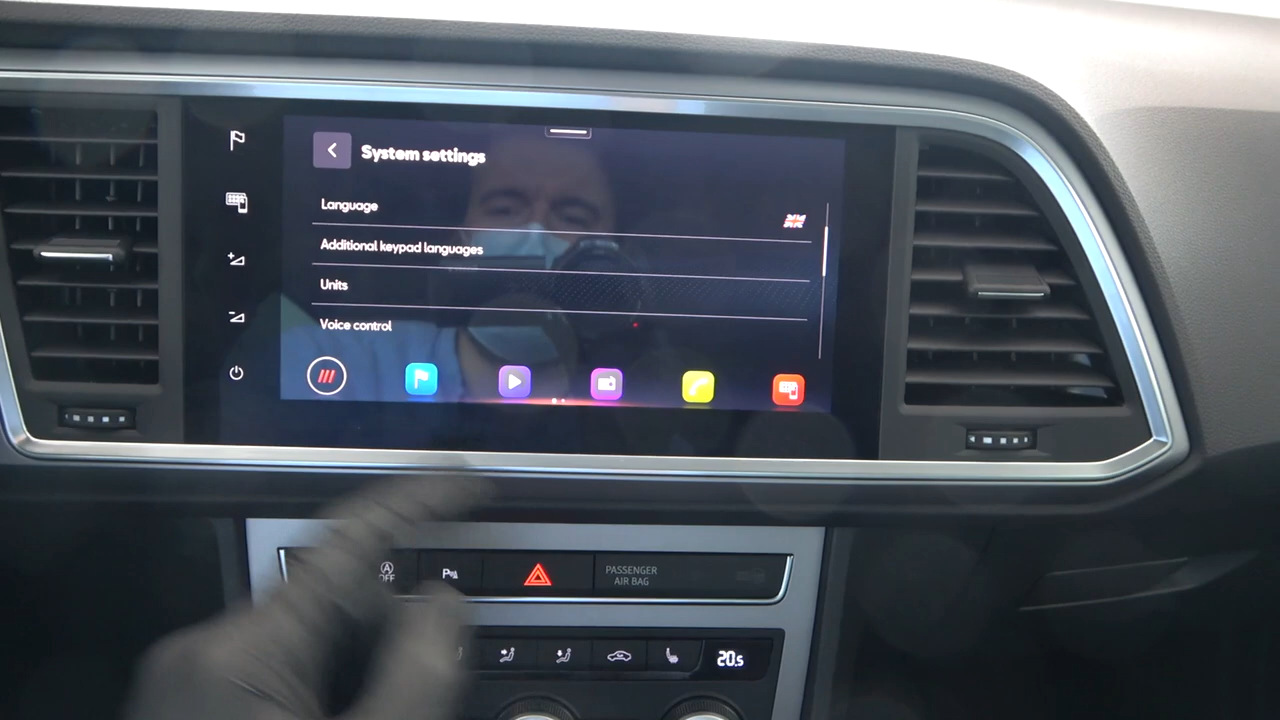 System settings
Language
Additional keypad languages
Units
Voice control
A
OFF
P
PASSENGER
AIR BAG
20.5